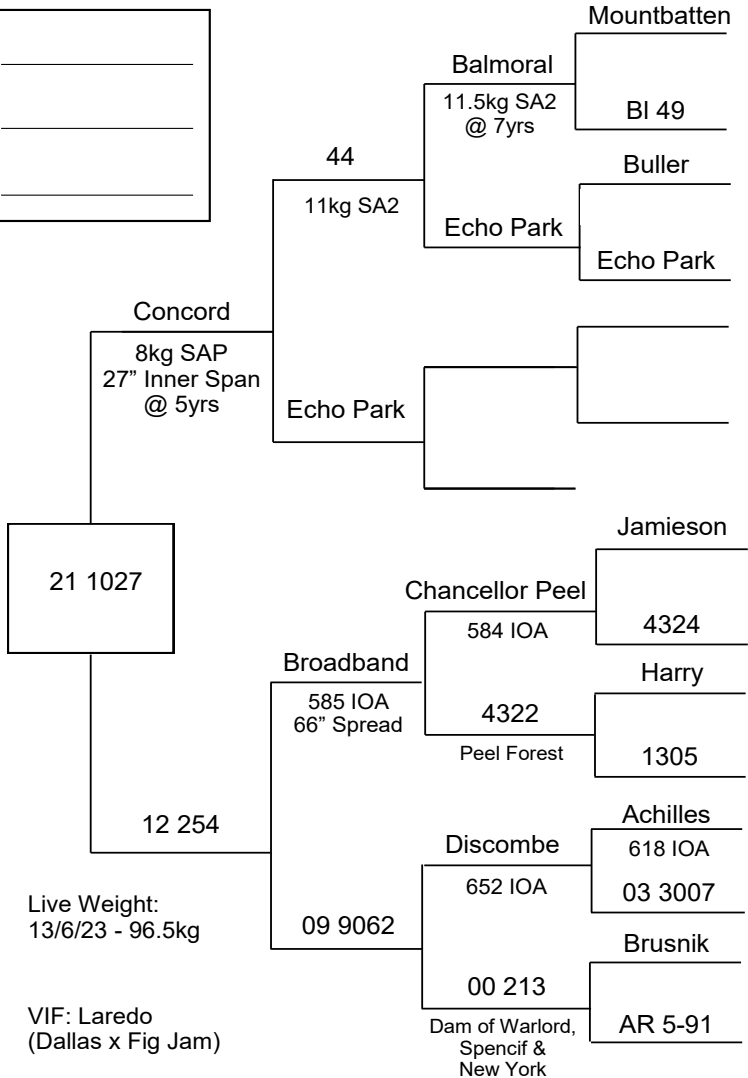 Mountbatten
Balmoral
11.5kg SA2
@ 7yrs
BI 49
44
11kg SA2
Buller
Echo Park
Echo Park
Concord
8kg SAP
27” Inner Span
@ 5yrs
Echo Park
21 1027
Jamieson
Chancellor Peel
584 IOA
4324
Broadband
585 IOA
66” Spread
Harry
4322
Peel Forest
1305
12 254
Achilles
618 IOA
Discombe
652 IOA
03 3007
09 9062
Brusnik
00 213
Dam of Warlord,
Spencif &
New York
AR 5-91
Live Weight:
13/6/23 - 96.5kg
VIF: Laredo
(Dallas x Fig Jam)